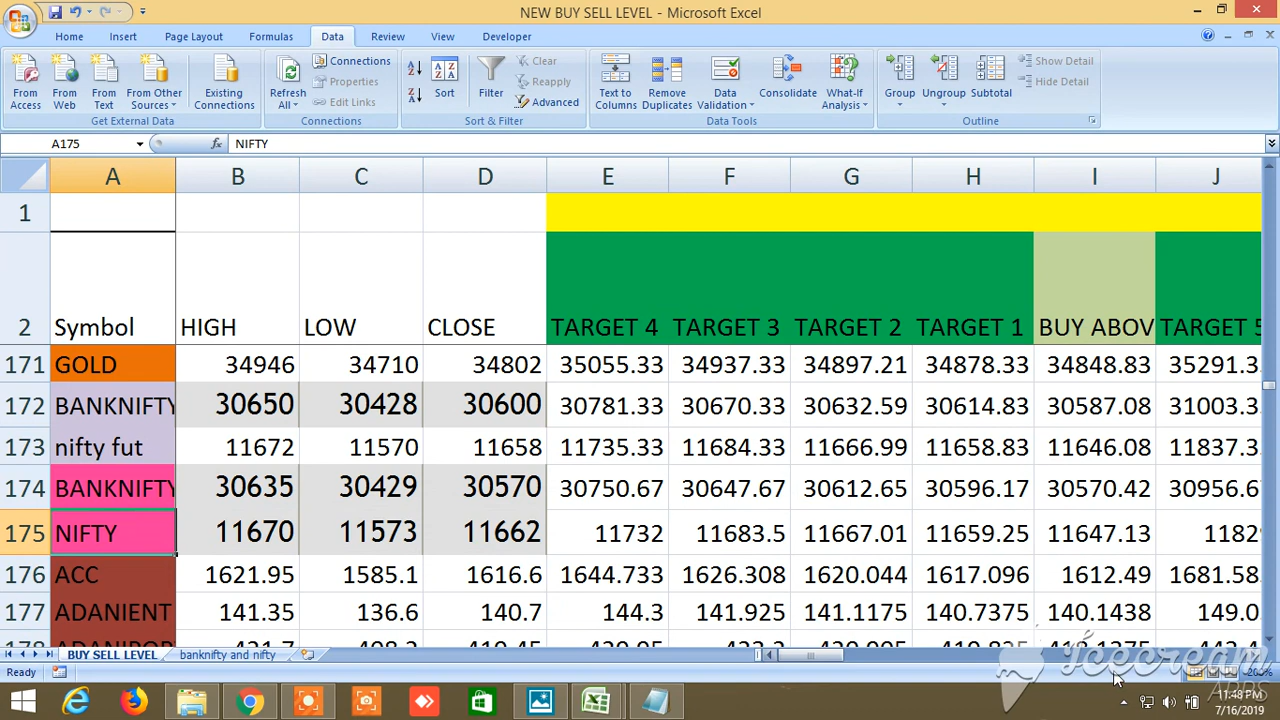 NEW BUY SELL LEVEL - Microsoft Excel
Home Insert Page Layout Formulas Data Review View Developer
From Access
From Web
From Text
From Other Sources
Existing Connections
Get External Data
Refresh All
Connections
Properties
Edit Links
Connections
Sort
Filter
Clear
Reapply
Advanced
Sort & Filter
Text to Columns
Remove Duplicates
Data Validation
Consolidate
What-If Analysis
Data Tools
Group
Ungroup
Subtotal
Show Detail
Hide Detail
Outline
A175 fx NIFTY
A B C D E F G H I J
1
2 Symbol HIGH LOW CLOSE TARGET 4 TARGET 3 TARGET 2 TARGET 1 BUY ABOV TARGET 5
171 GOLD 34946 34710 34802 35055.33 34937.33 34897.21 34878.33 34848.83 35291.3
172 BANKNIFTY 30650 30428 30600 30781.33 30670.33 30632.59 30614.83 30587.08 31003.3
173 nifty fut 11672 11570 11658 11735.33 11684.33 11666.99 11658.83 11646.08 11837.3
174 BANKNIFTY 30635 30429 30570 30750.67 30647.67 30612.65 30596.17 30570.42 30956.6
175 NIFTY 11670 11573 11662 11732 11683.5 11667.01 11659.25 11647.13 1182
176 ACC 1621.95 1585.1 1616.6 1644.733 1626.308 1620.044 1617.096 1612.49 1681.58
177 ADANIENT 141.35 136.6 140.7 144.3 141.925 141.1175 140.7375 140.1438 149.0
BUY SELL LEVEL banknifty and nifty
Ready 200%
icecream
APPS
11:48 PM
7/16/2019